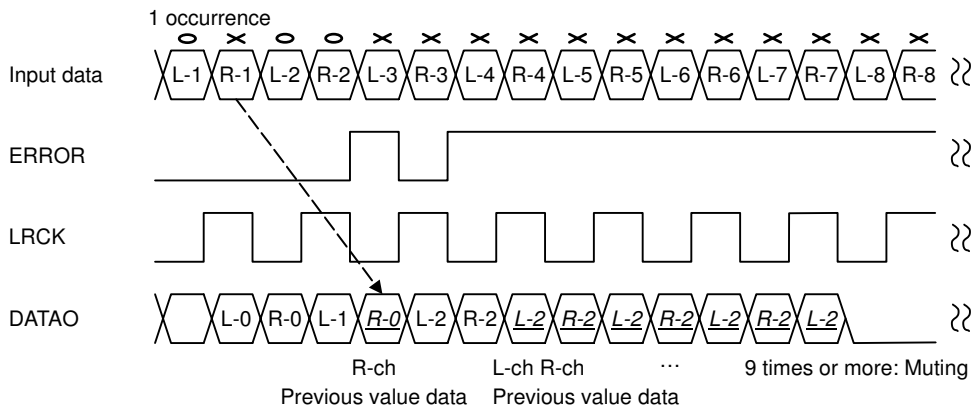 1 occurrence
O X O O X X X X X X X X X X X X
Input data L-1 R-1 L-2 R-2 L-3 R-3 L-4 R-4 L-5 R-5 L-6 R-6 L-7 R-7 L-8 R-8
ERROR
LRCK
DATAO L-0 R-0 L-1 R-0 L-2 R-2 L-2 R-2 L-2 R-2 L-2 R-2 L-2
R-ch L-ch R-ch ··· 9 times or more: Muting
Previous value data Previous value data